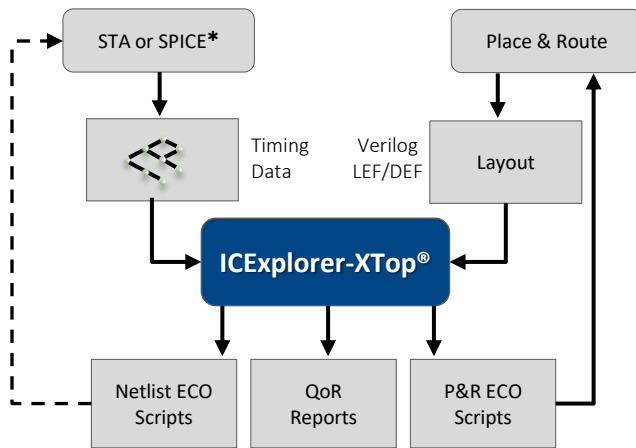 STA or SPICE*
Place & Route
Timing
Data
Verilog
LEF/DEF
Layout
ICExplorer-XTop®
Netlist ECO
Scripts
QoR
Reports
P&R ECO
Scripts